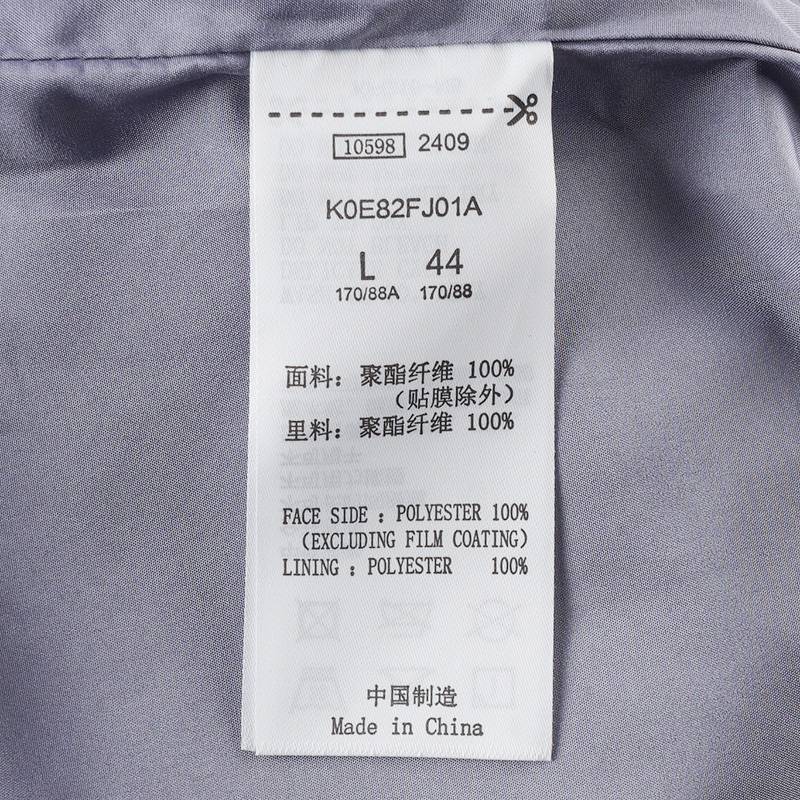 10598 2409
K0E82FJ01A
L 44
170/88A 170/88
面料：聚酯纤维 100%
（贴膜除外）
里料：聚酯纤维 100%
FACE SIDE : POLYESTER 100%
(EXCLUDING FILM COATING)
LINING : POLYESTER 100%
中国制造
Made in China